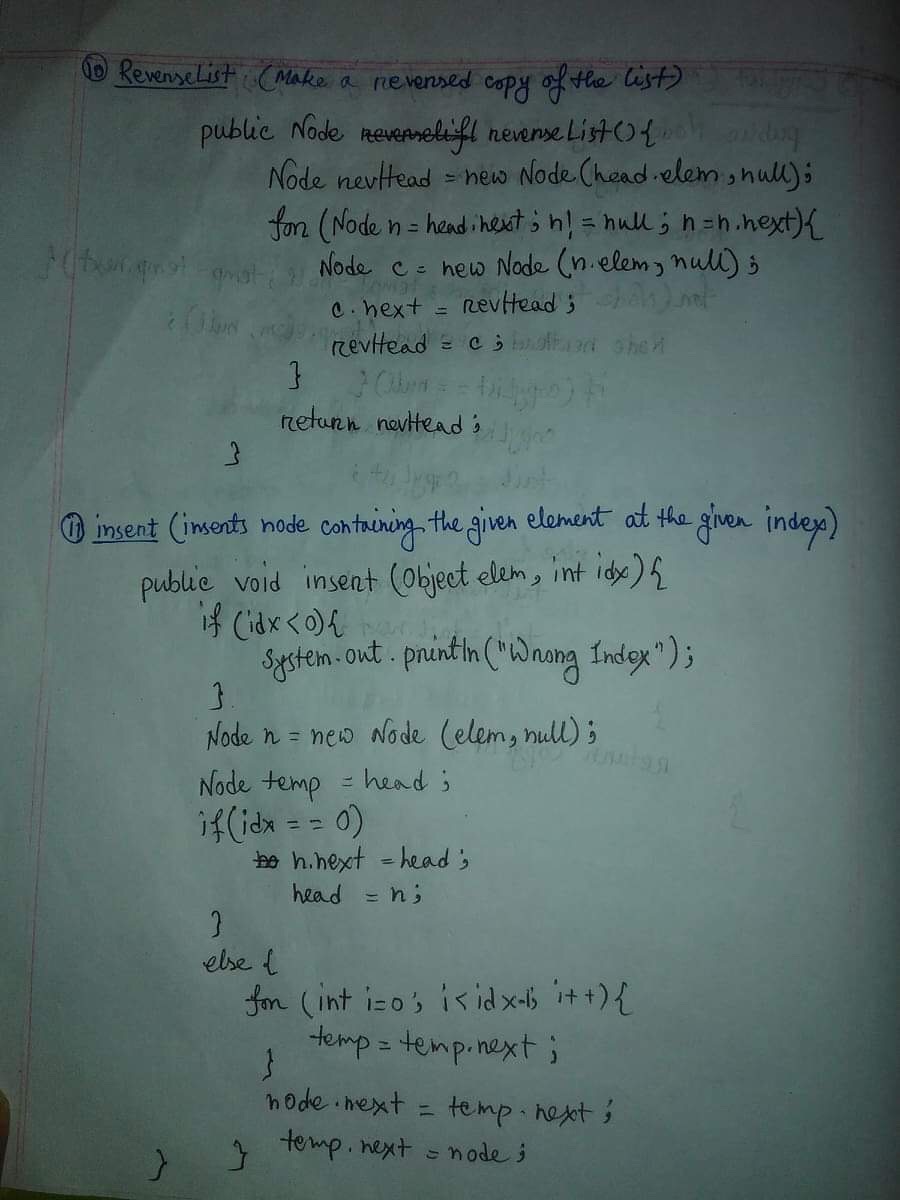 ⑩ ReverseList : (Make a reversed copy of the list)
public Node reverselist reverseList(){
Node revHead = new Node(head.elem, null);
for (Node n = head.next; n! = null; n = n.next){
Node c = new Node (n.elem, null);
c.next = revHead;
revHead = c;
}
return revHead;
}
⑪ insert (inserts node containing the given element at the given index)
public void insert (Object elem, int idx){
if (idx<0){
System.out.println("Wrong Index");
}
Node n = new Node (elem, null);
Node temp = head;
if(idx == 0)
n.next = head;
head = n;
}
else {
for (int i=0; i<idx-1; i++){
temp = temp.next;
}
node.next = temp.next;
temp.next = node;
} }